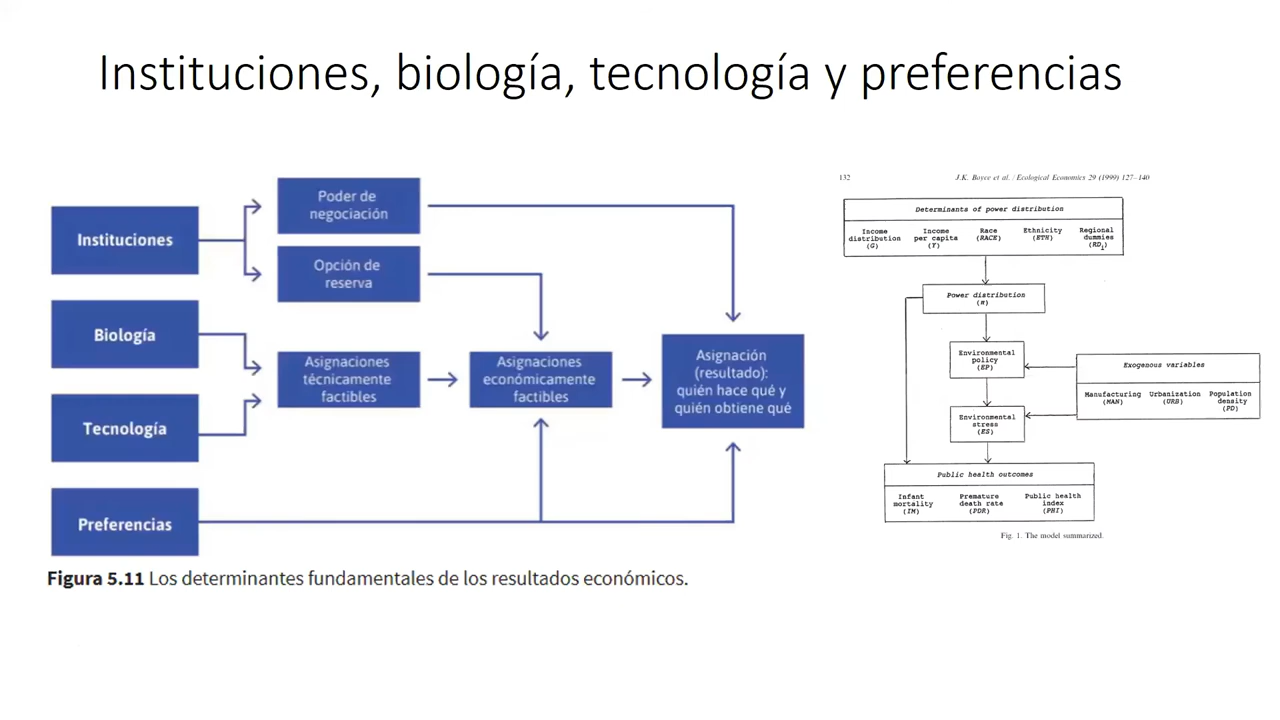 Instituciones, biología, tecnología y preferencias
Instituciones
Biología
Tecnología
Preferencias
Poder de
negociación
Opción de
reserva
Asignaciones
técnicamente
factibles
Asignaciones
económicamente
factibles
Asignación
(resultado):
quién hace qué y
quién obtiene qué
Figura 5.11 Los determinantes fundamentales de los resultados económicos.
132
J.K. Boyce et al. / Ecological Economics 29 (1999) 127–140
Determinants of power distribution
Income
distribution
(G)
Income
per capita
(Y)
Race
(RACE)
Ethnicity
(ETH)
Regional
dummies
(RDi)
Power distribution
(W)
Environmental
policy
(EP)
Exogenous variables
Manufacturing
(MAN)
Urbanization
(URB)
Population
density
(PD)
Environmental
stress
(ES)
Public health outcomes
Infant
mortality
(IM)
Premature
death rate
(PDR)
Public health
index
(PHI)
Fig. 1. The model summarized.